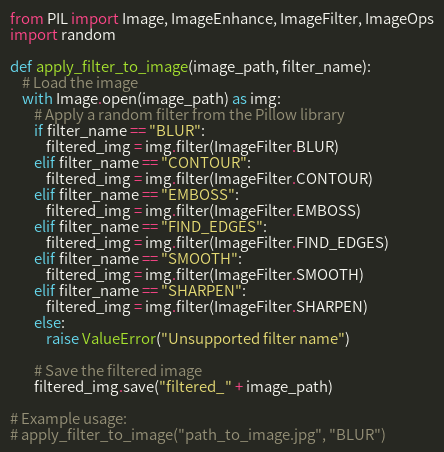 from PIL import Image, ImageEnhance, ImageFilter, ImageOps
import random

def apply_filter_to_image(image_path, filter_name):
    # Load the image
    with Image.open(image_path) as img:
        # Apply a random filter from the Pillow library
        if filter_name == "BLUR":
            filtered_img = img.filter(ImageFilter.BLUR)
        elif filter_name == "CONTOUR":
            filtered_img = img.filter(ImageFilter.CONTOUR)
        elif filter_name == "EMBOSS":
            filtered_img = img.filter(ImageFilter.EMBOSS)
        elif filter_name == "FIND_EDGES":
            filtered_img = img.filter(ImageFilter.FIND_EDGES)
        elif filter_name == "SMOOTH":
            filtered_img = img.filter(ImageFilter.SMOOTH)
        elif filter_name == "SHARPEN":
            filtered_img = img.filter(ImageFilter.SHARPEN)
        else:
            raise ValueError("Unsupported filter name")

        # Save the filtered image
        filtered_img.save("filtered_" + image_path)

# Example usage:
# apply_filter_to_image("path_to_image.jpg", "BLUR")